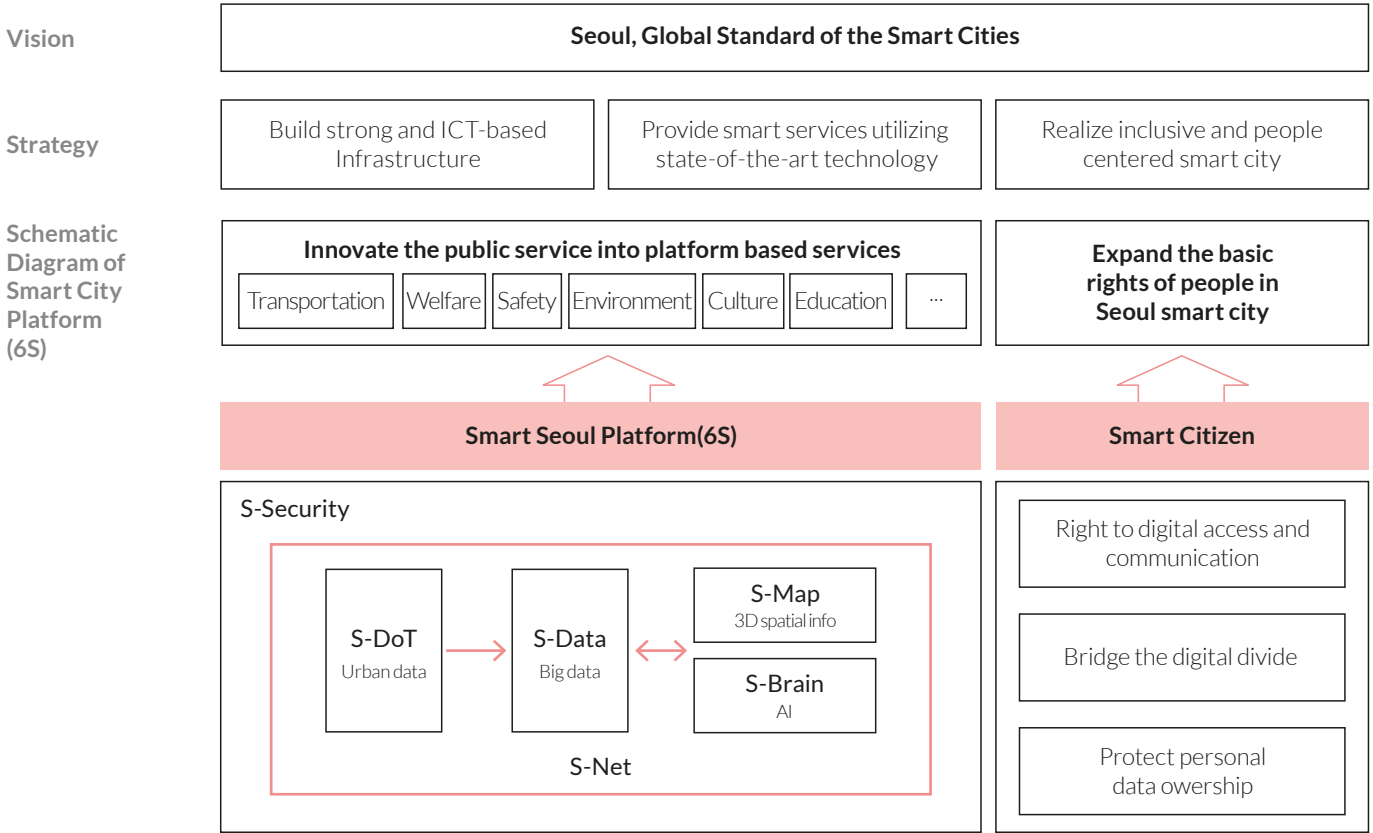 Vision
Seoul, Global Standard of the Smart Cities
Strategy
Build strong and ICT-based
Infrastructure
Provide smart services utilizing
state-of-the-art technology
Realize inclusive and people
centered smart city
Schematic
Diagram of
Smart City
Platform
(6S)
Innovate the public service into platform based services
Transportation
Welfare
Safety
Environment
Culture
Education
...
Expand the basic
rights of people in
Seoul smart city
Smart Seoul Platform(6S)
Smart Citizen
S-Security
S-DoT
Urban data
S-Data
Big data
S-Map
3D spatial info
S-Brain
AI
S-Net
Right to digital access and
communication
Bridge the digital divide
Protect personal
data owership